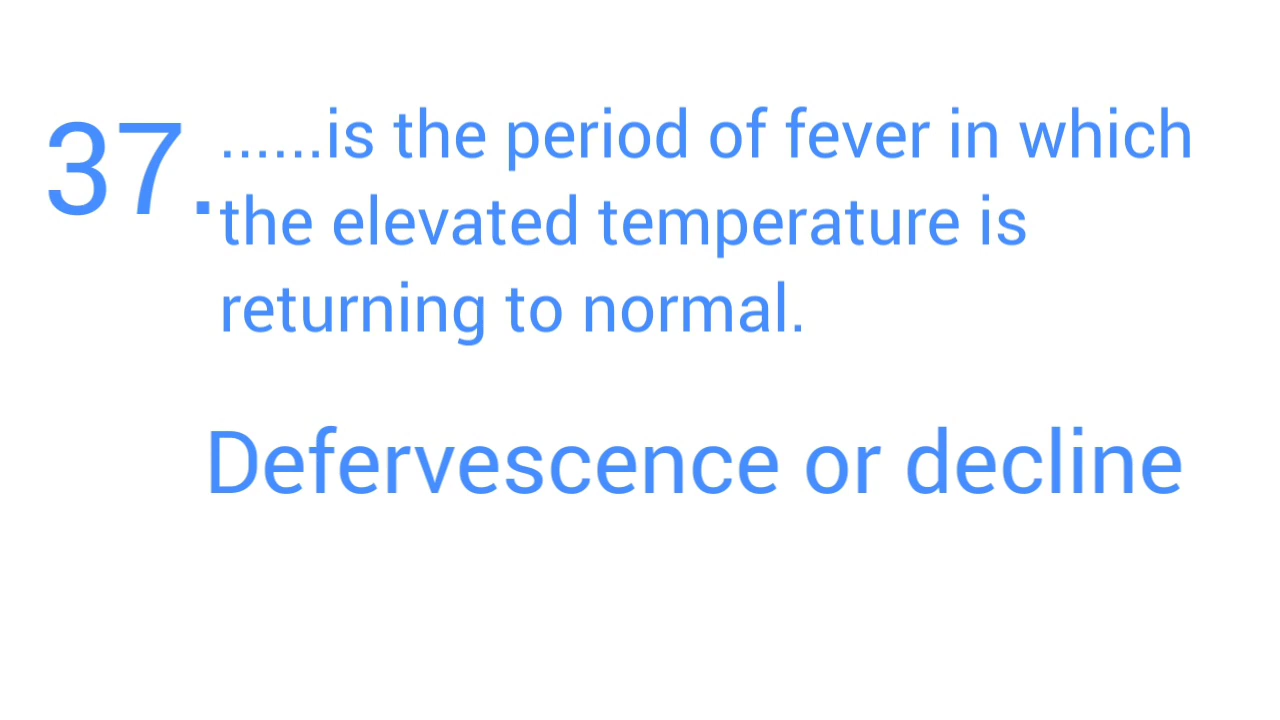 37. ......is the period of fever in which
the elevated temperature is
returning to normal.
Defervescence or decline